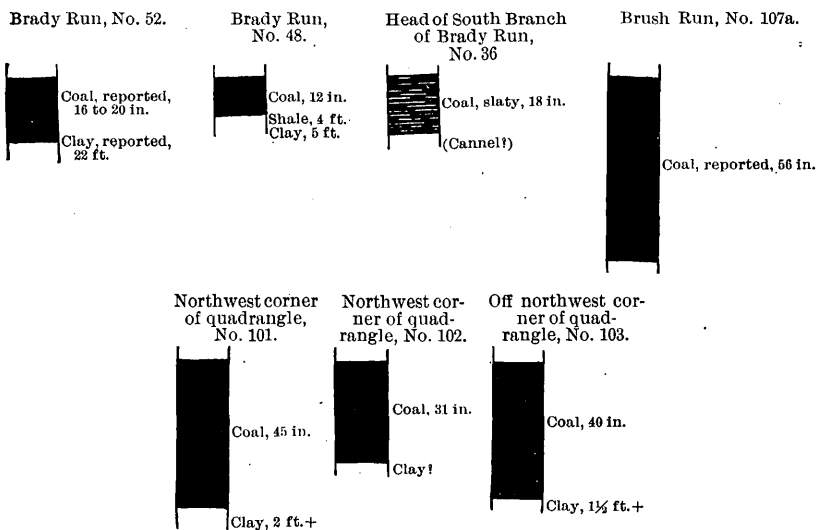 Brady Run, No. 52.
Coal, reported,
16 to 20 in.
Clay, reported,
22 ft.
Brady Run,
No. 48.
Coal, 12 in.
Shale, 4 ft.
Clay, 5 ft.
Head of South Branch
of Brady Run,
No. 36
Coal, slaty, 18 in.
(Cannel?)
Brush Run, No. 107a.
Coal, reported, 56 in.
Northwest corner
of quadrangle,
No. 101.
Coal, 45 in.
Clay, 2 ft.+
Northwest cor-
ner of quad-
rangle, No. 102.
Coal, 31 in.
Clay?
Off northwest cor-
ner of quad-
rangle, No. 103.
Coal, 40 in.
Clay, 1½ ft.+